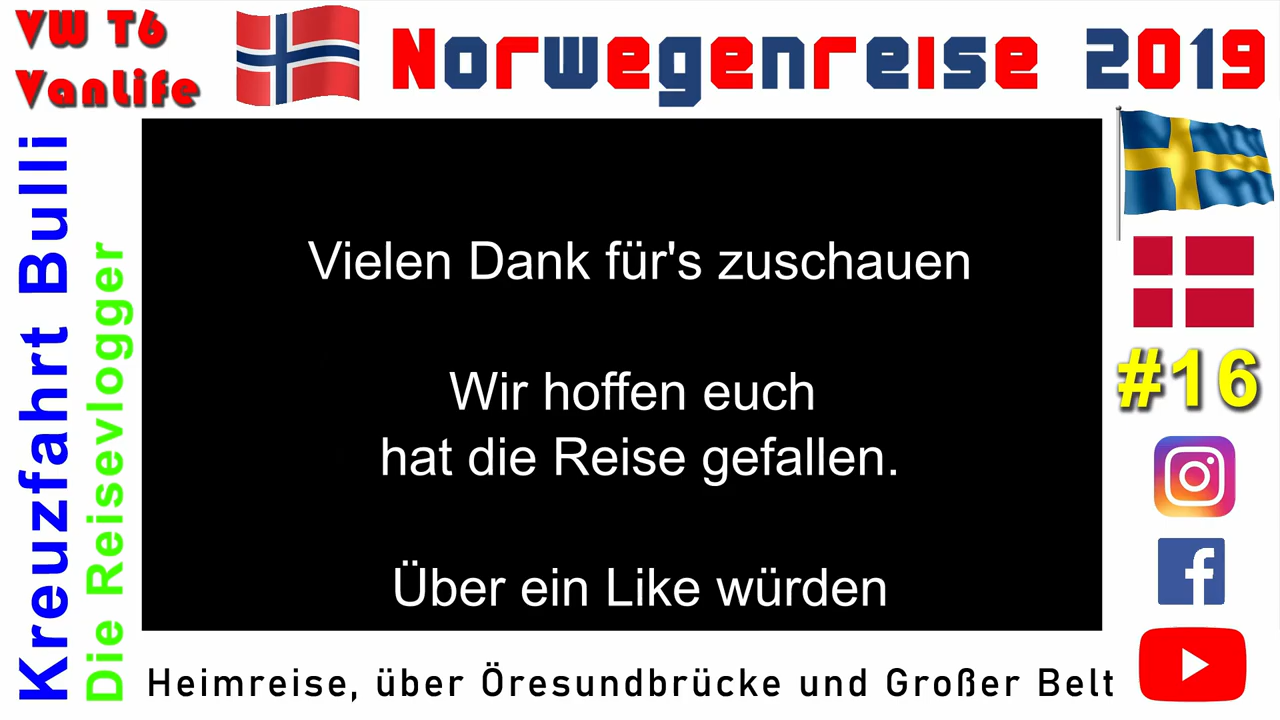 VW T6
VanLife
Norwegenreise 2019
Kreuzfahrt Bulli
Die Reisevlogger
Vielen Dank für's zuschauen
Wir hoffen euch
hat die Reise gefallen.
Über ein Like würden
#16
Heimreise, über Öresundbrücke und Großer Belt